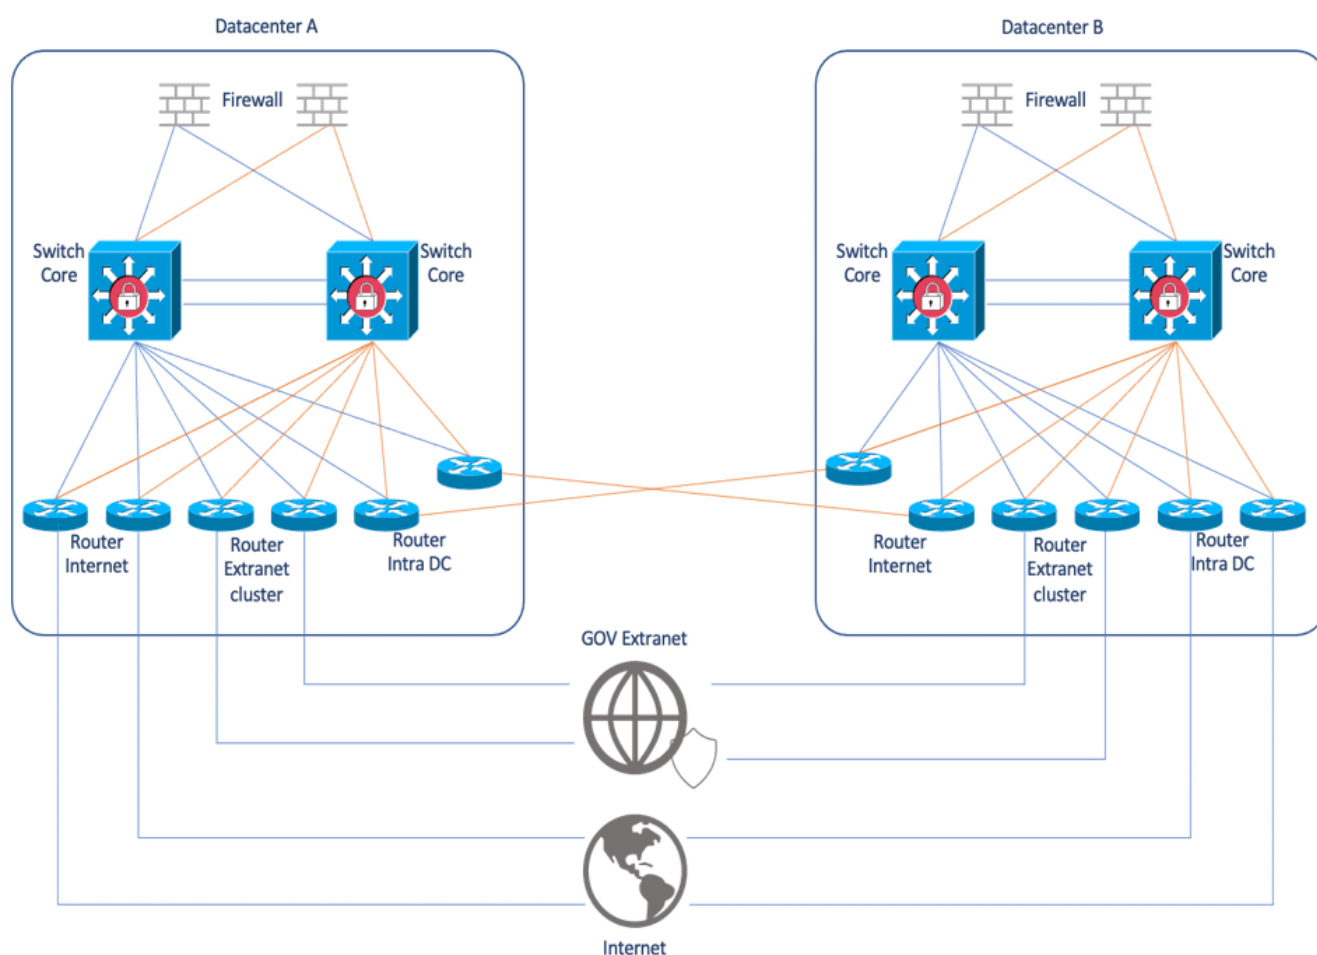 Datacenter A
Datacenter B
Firewall
Firewall
Switch
Core
Switch
Core
Switch
Core
Switch
Core
Router
Internet
Router
Extranet
cluster
Router
Intra DC
Router
Internet
Router
Extranet
cluster
Router
Intra DC
GOV Extranet
Internet